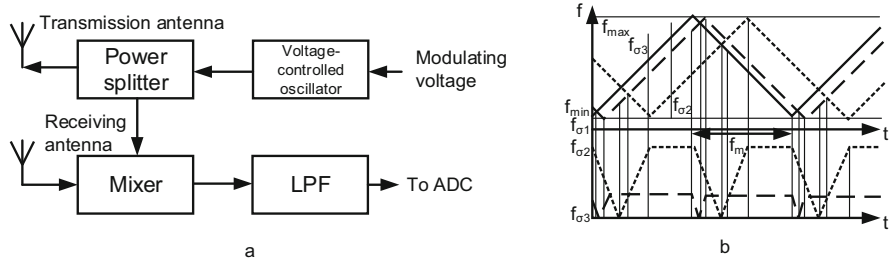 Transmission antenna
Power
splitter
Voltage-
controlled
oscillator
Modulating
voltage
Receiving
antenna
Mixer
LPF
To ADC
a
f
fmax
fσ3
fmin
fσ2
fσ1
t
fσ2
fm
fσ3
t
b